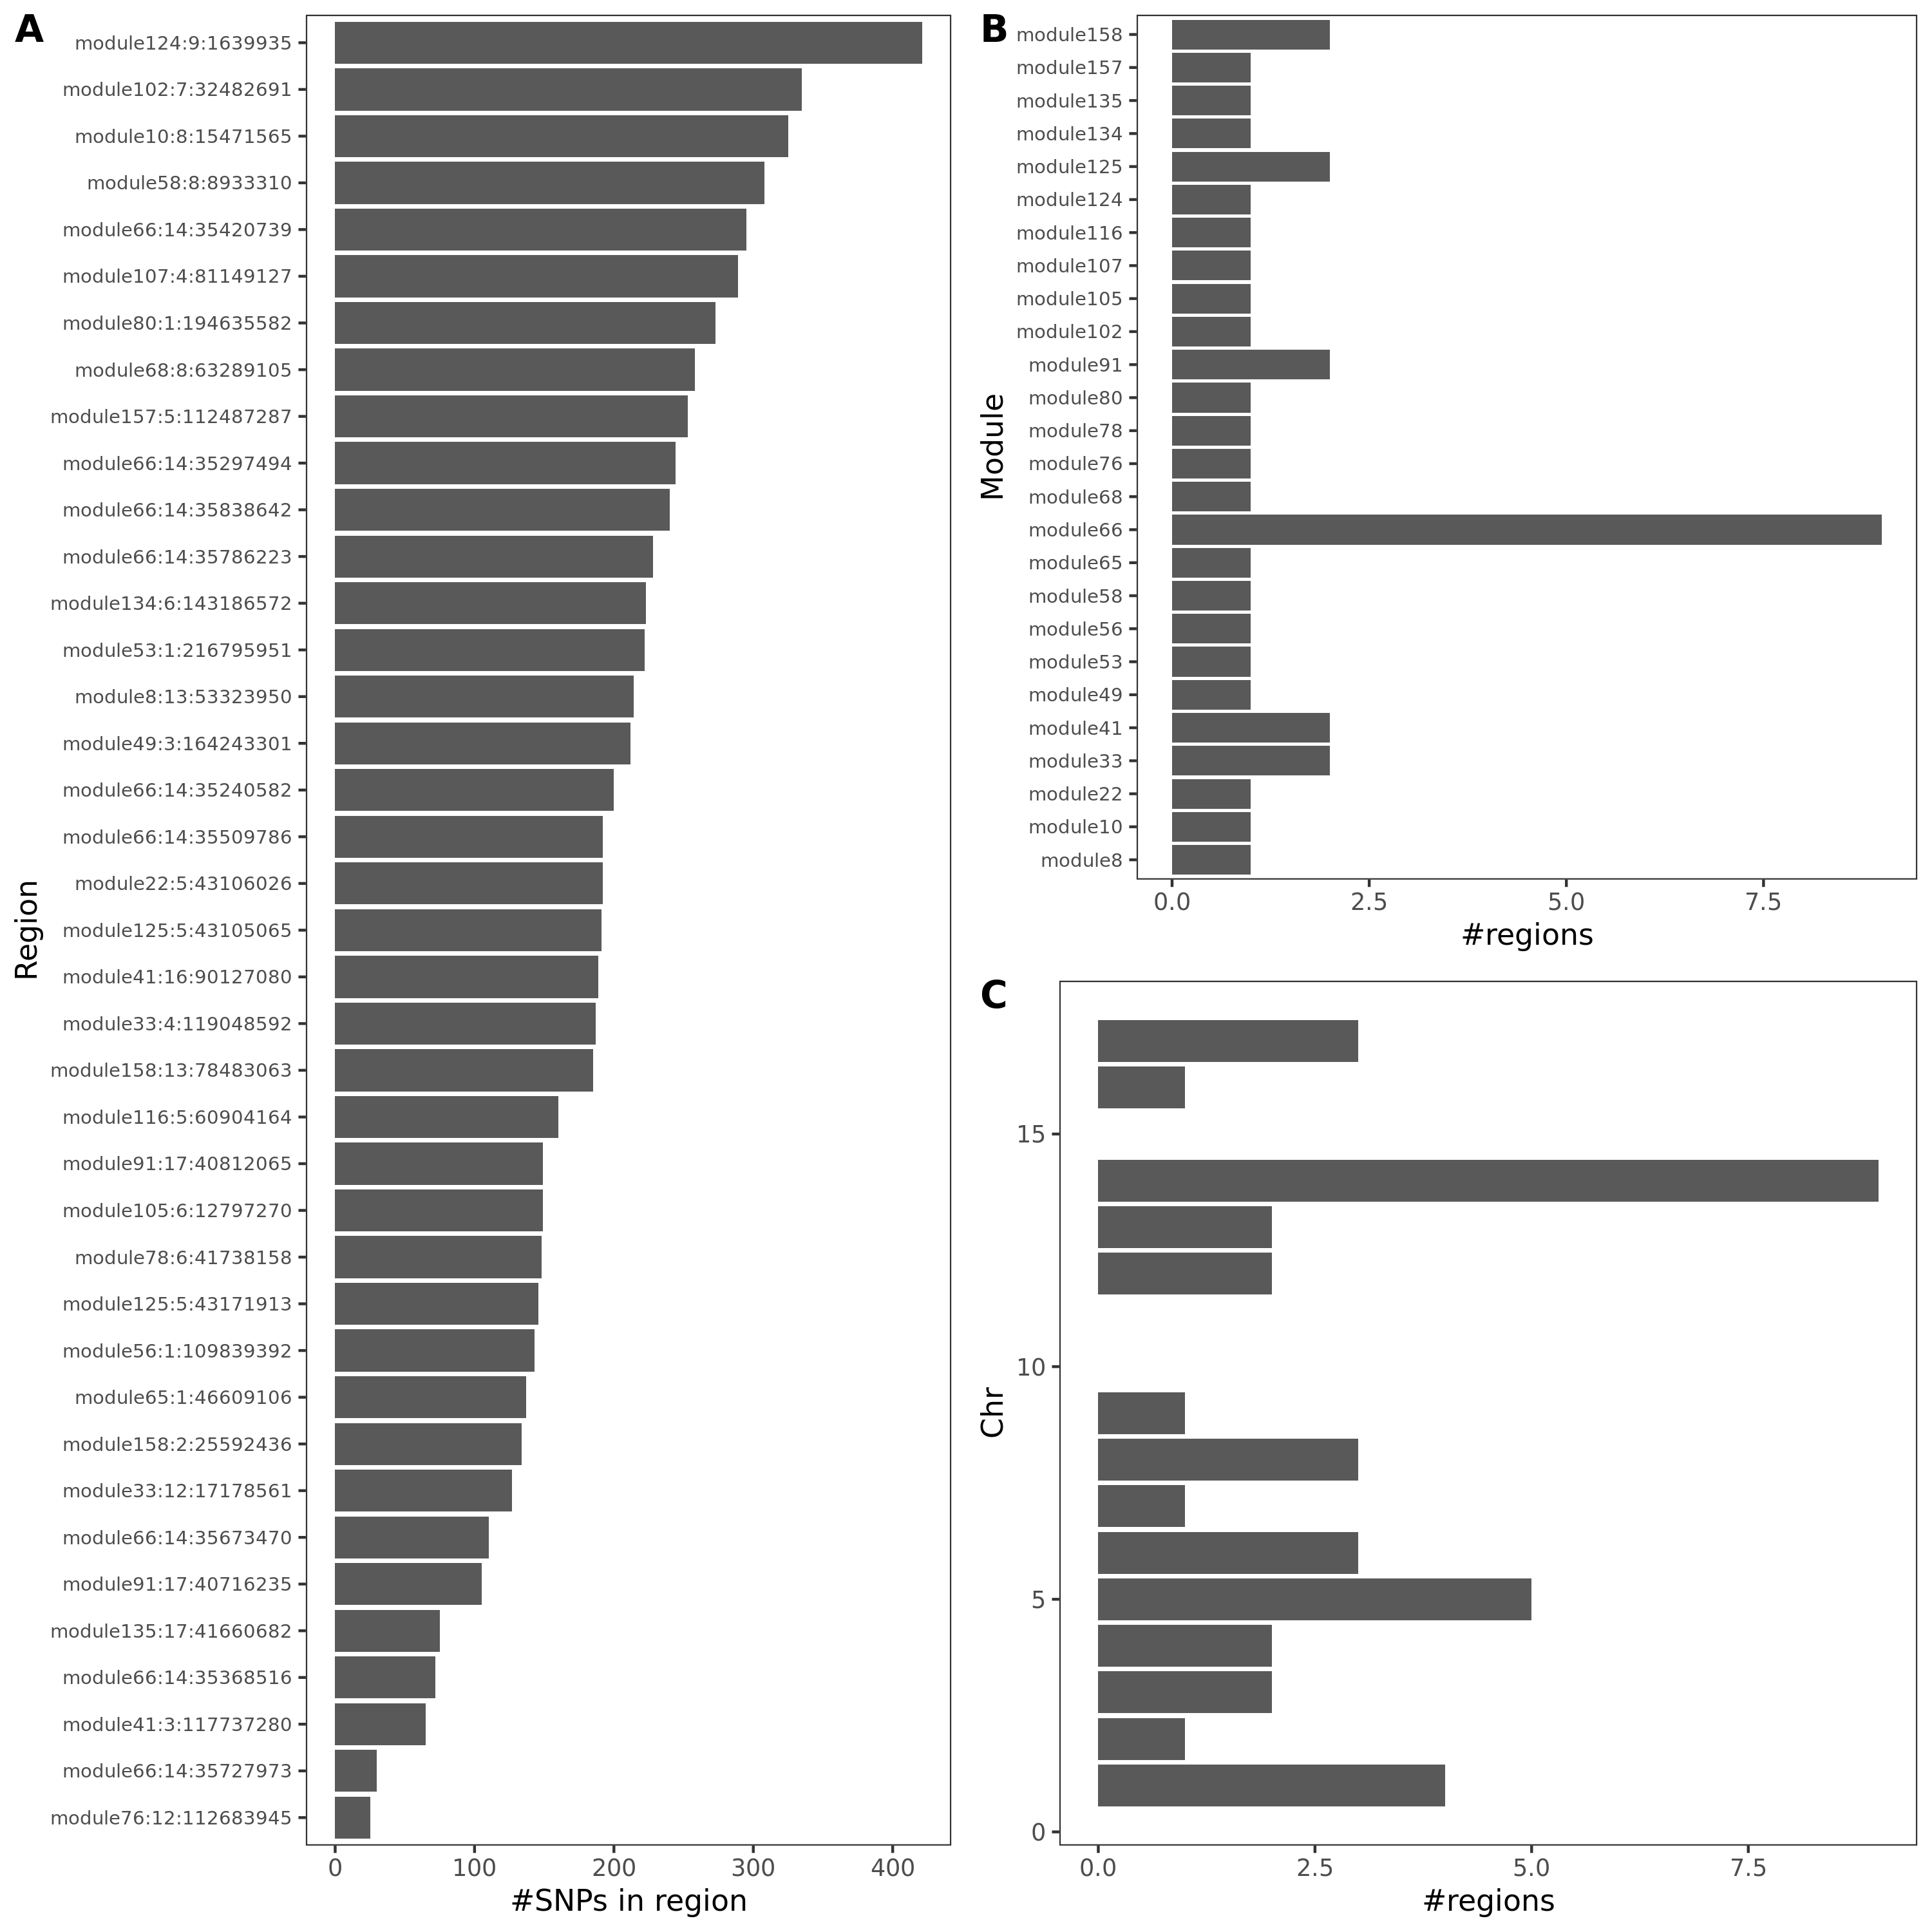 A
module124:9:1639935
module102:7:32482691
module10:8:15471565
module58:8:8933310
module66:14:35420739
module107:4:81149127
module80:1:194635582
module68:8:63289105
module157:5:112487287
module66:14:35297494
module66:14:35838642
module66:14:35786223
module134:6:143186572
module53:1:216795951
module8:13:53323950
module49:3:164243301
module66:14:35240582
module66:14:35509786
module22:5:43106026
module125:5:43105065
module41:16:90127080
module33:4:119048592
module158:13:78483063
module116:5:60904164
module91:17:40812065
module105:6:12797270
module78:6:41738158
module125:5:43171913
module56:1:109839392
module65:1:46609106
module158:2:25592436
module33:12:17178561
module66:14:35673470
module91:17:40716235
module135:17:41660682
module66:14:35368516
module41:3:117737280
module66:14:35727973
module76:12:112683945
Region
0 100 200 300 400
#SNPs in region
B
module158
module157
module135
module134
module125
module124
module116
module107
module105
module102
module91
module80
module78
module76
module68
module66
module65
module58
module56
module53
module49
module41
module33
module22
module10
module8
Module
0.0 2.5 5.0 7.5
#regions
C
15
10
5
0
Chr
0.0 2.5 5.0 7.5
#regions